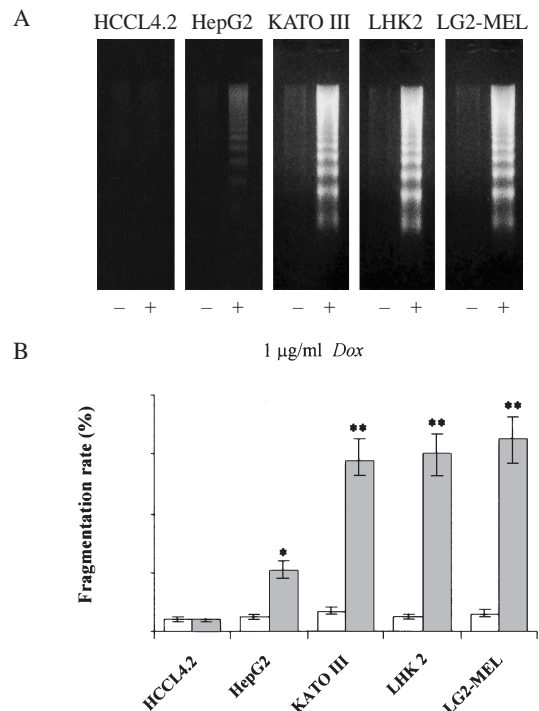 A
HCCL4.2 HepG2 KATO III LHK2 LG2-MEL
– + – + – + – + – +
B
1 µg/ml Dox
Fragmentation rate (%)
** ** **
*
HCCL4.2 HepG2 KATO III LHK 2 LG2-MEL